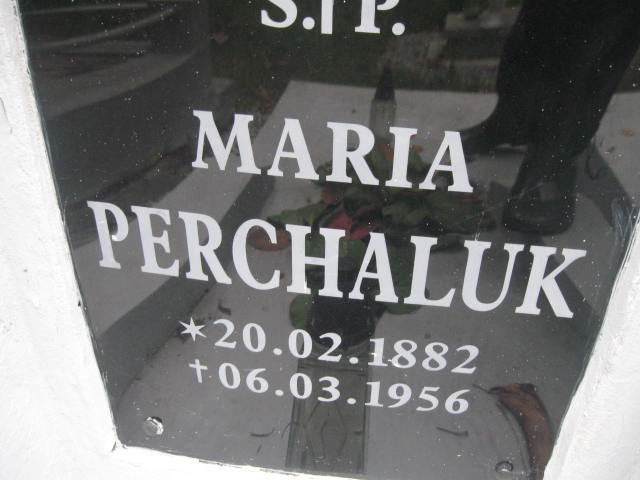 S.†P.
MARIA
PERCHALUK
✶20.02.1882
†06.03.1956